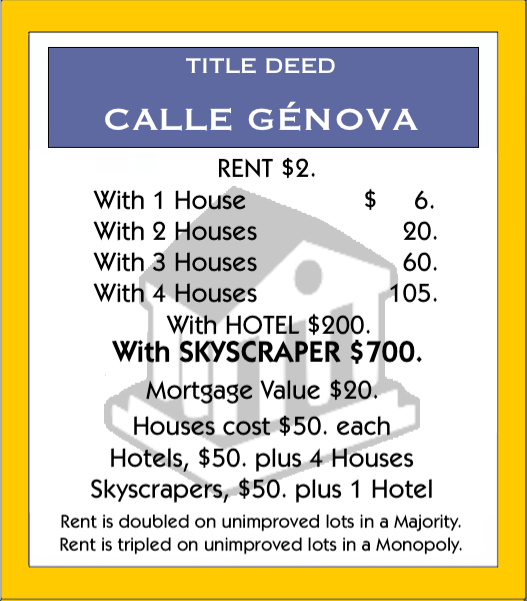 TITLE DEED
CALLE GÉNOVA
RENT $2.
With 1 House $ 6.
With 2 Houses 20.
With 3 Houses 60.
With 4 Houses 105.
With HOTEL $200.
With SKYSCRAPER $700.
Mortgage Value $20.
Houses cost $50. each
Hotels, $50. plus 4 Houses
Skyscrapers, $50. plus 1 Hotel
Rent is doubled on unimproved lots in a Majority.
Rent is tripled on unimproved lots in a Monopoly.